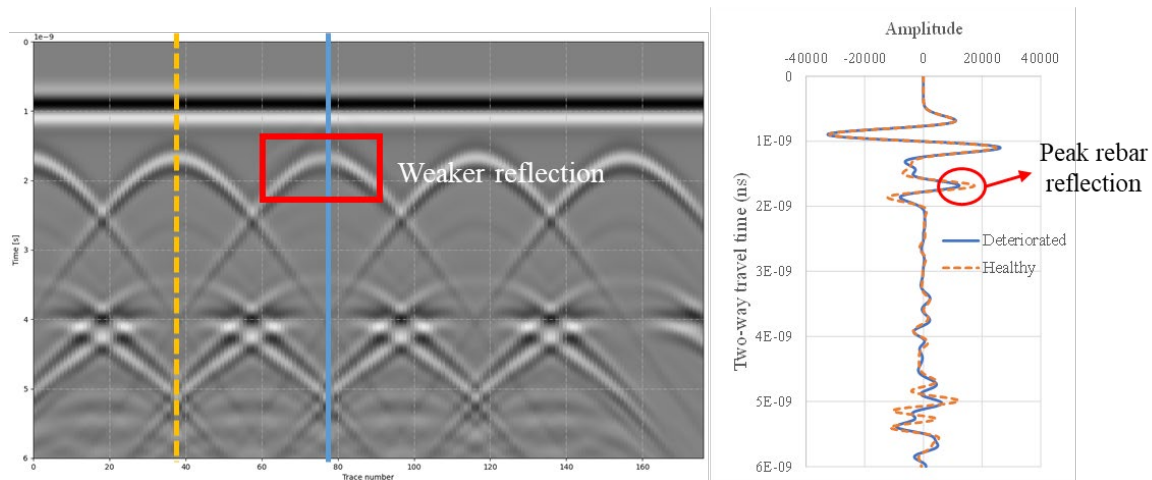 1e−9
0
1
2
3
4
5
6
Time [s]
0
20
40
60
80
100
120
140
160
Trace number
Weaker reflection
Amplitude
-40000
-20000
0
20000
40000
0
1E-09
2E-09
3E-09
4E-09
5E-09
6E-09
Two-way travel time (ns)
Peak rebar
reflection
Deteriorated
Healthy